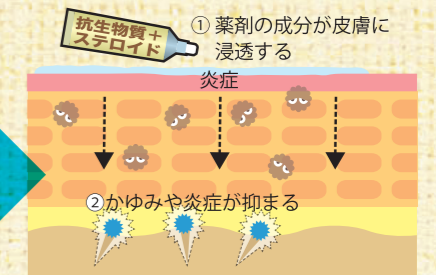 抗生物質＋
ステロイド
① 薬剤の成分が皮膚に
浸透する
炎症
②かゆみや炎症が抑まる